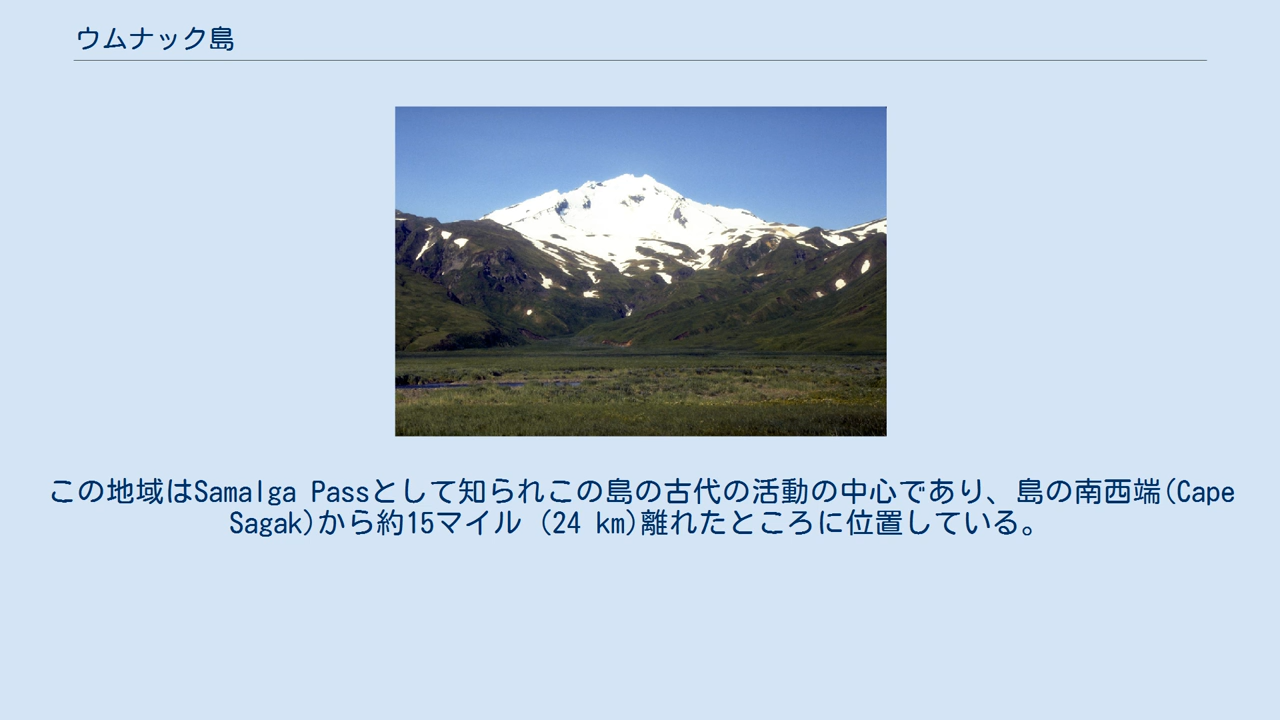 ウムナック島
この地域はSamalga Passとして知られこの島の古代の活動の中心であり、島の南西端(Cape
Sagak)から約15マイル (24 km)離れたところに位置している。